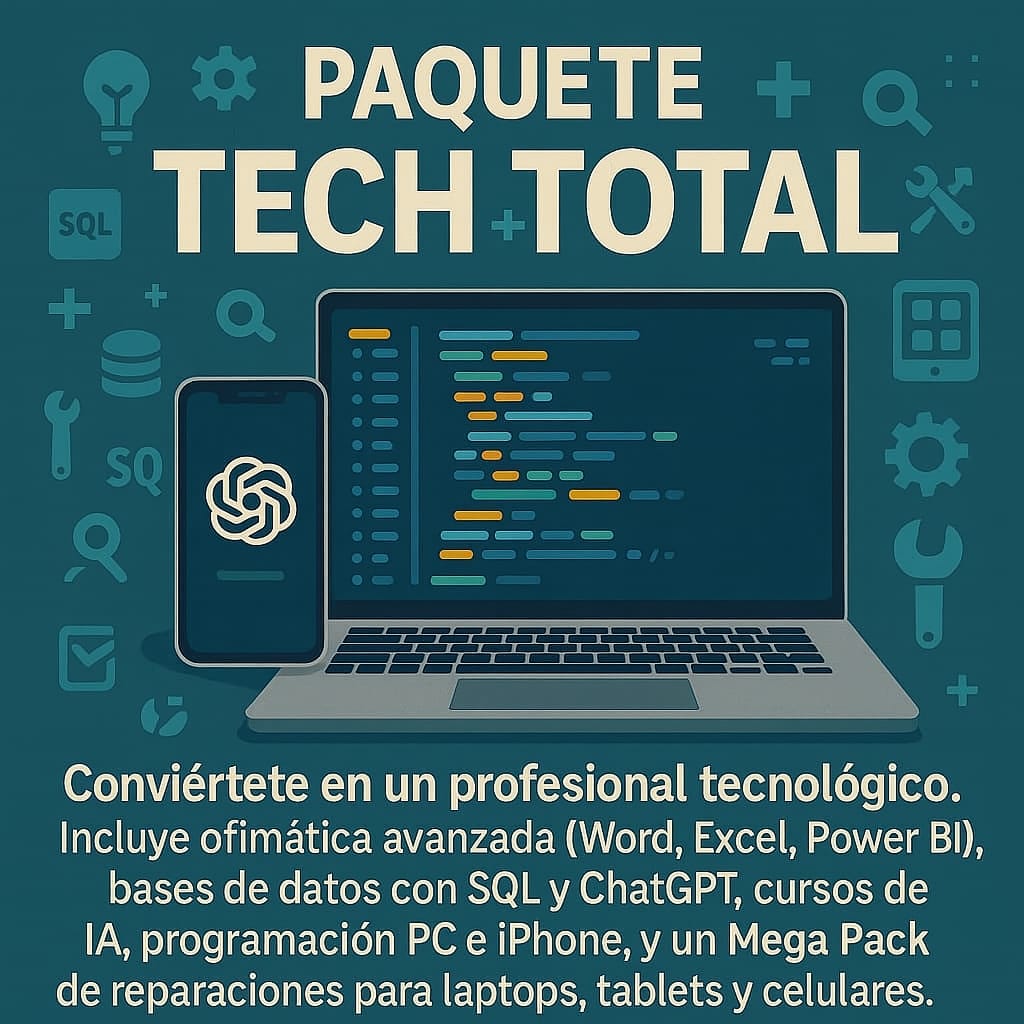 PAQUETE
TECH TOTAL
SQL
SQ
Conviértete en un profesional tecnológico.
Incluye ofimática avanzada (Word, Excel, Power BI),
bases de datos con SQL y ChatGPT, cursos de
IA, programación PC e iPhone, y un Mega Pack
de reparaciones para laptops, tablets y celulares.